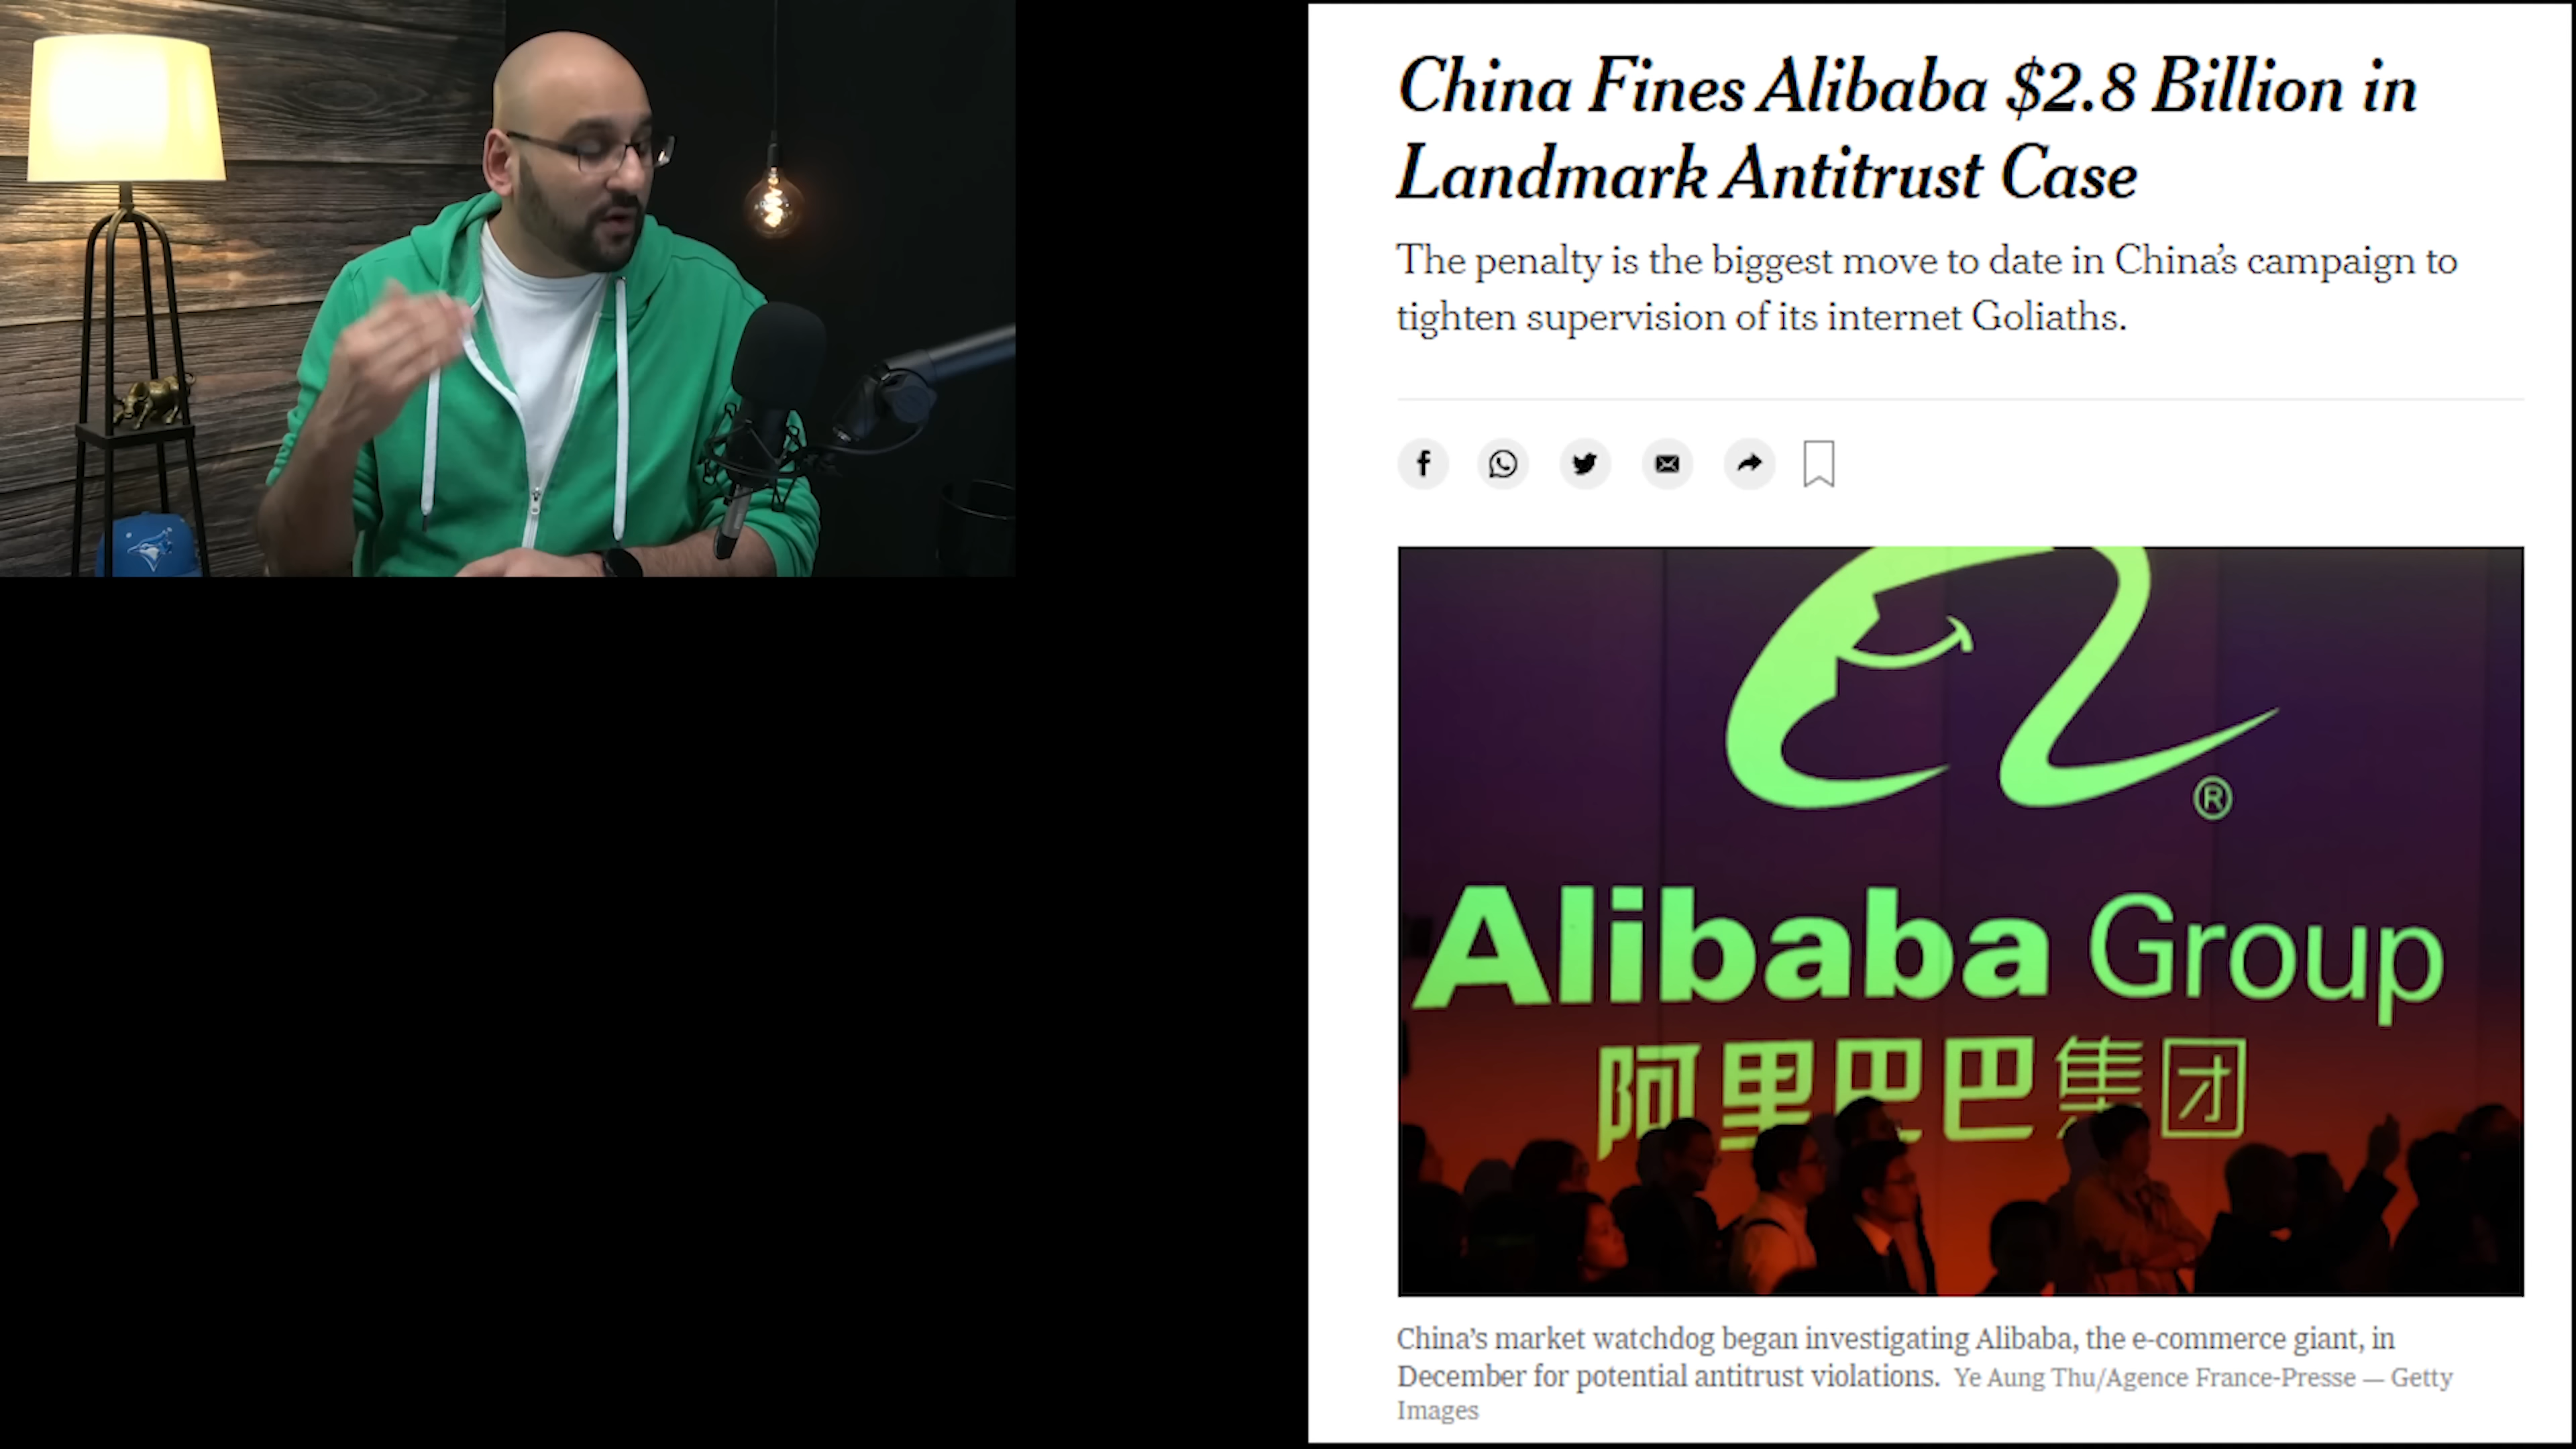 China Fines Alibaba $2.8 Billion in
Landmark Antitrust Case
The penalty is the biggest move to date in China’s campaign to
tighten supervision of its internet Goliaths.
®
Alibaba Group
阿里巴巴集团
China’s market watchdog began investigating Alibaba, the e-commerce giant, in
December for potential antitrust violations. Ye Aung Thu/Agence France-Presse — Getty
Images